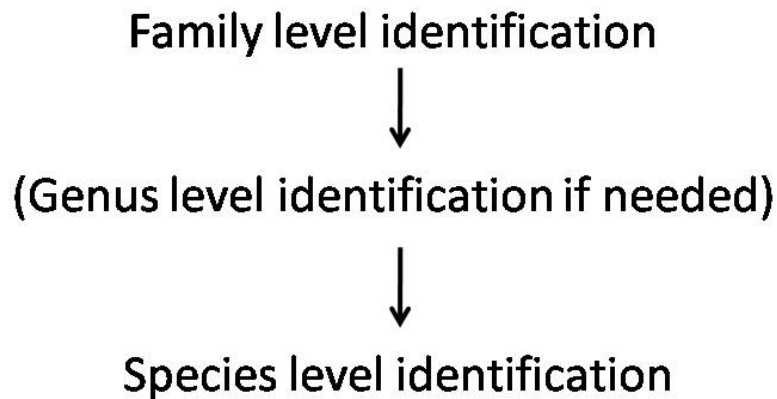 Family level identification
(Genus level identification if needed)
Species level identification